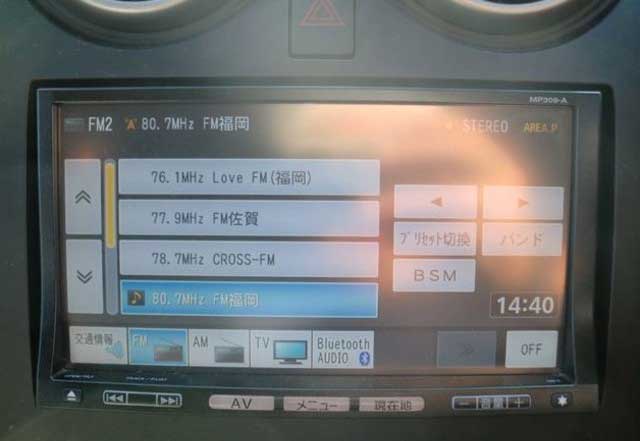 MP309-A
FM2 "A" 80.7MHz FM福岡 STEREO AREA.P
76.1MHz Love FM(福岡)
77.9MHz FM佐賀
78.7MHz CROSS-FM
80.7MHz FM福岡
プリセット切換 バンド
BSM
14:40
交通情報 FM AM TV Bluetooth AUDIO OFF
AV メニュー 現在地 − 音量 +